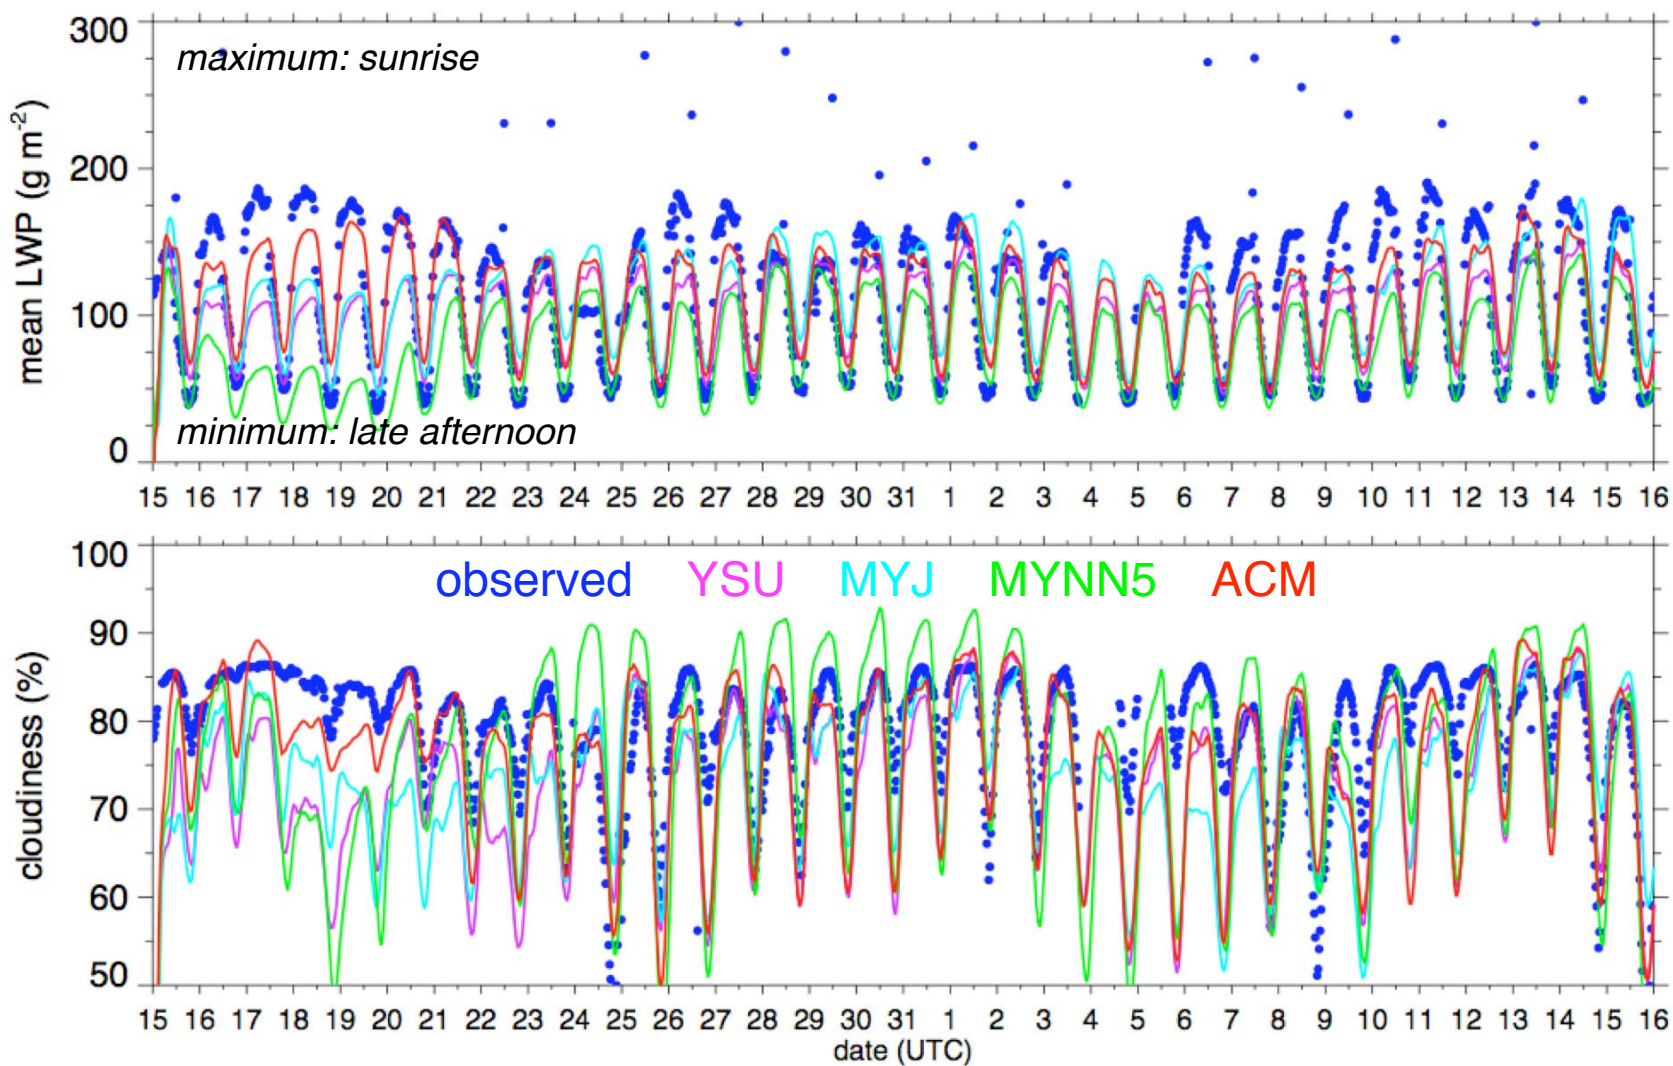 300
200
100
0
mean LWP (g m-2)
maximum: sunrise
minimum: late afternoon
15 16 17 18 19 20 21 22 23 24 25 26 27 28 29 30 31 1 2 3 4 5 6 7 8 9 10 11 12 13 14 15 16
100
90
80
70
60
50
cloudiness (%)
observed YSU MYJ MYNN5 ACM
15 16 17 18 19 20 21 22 23 24 25 26 27 28 29 30 31 1 2 3 4 5 6 7 8 9 10 11 12 13 14 15 16
date (UTC)